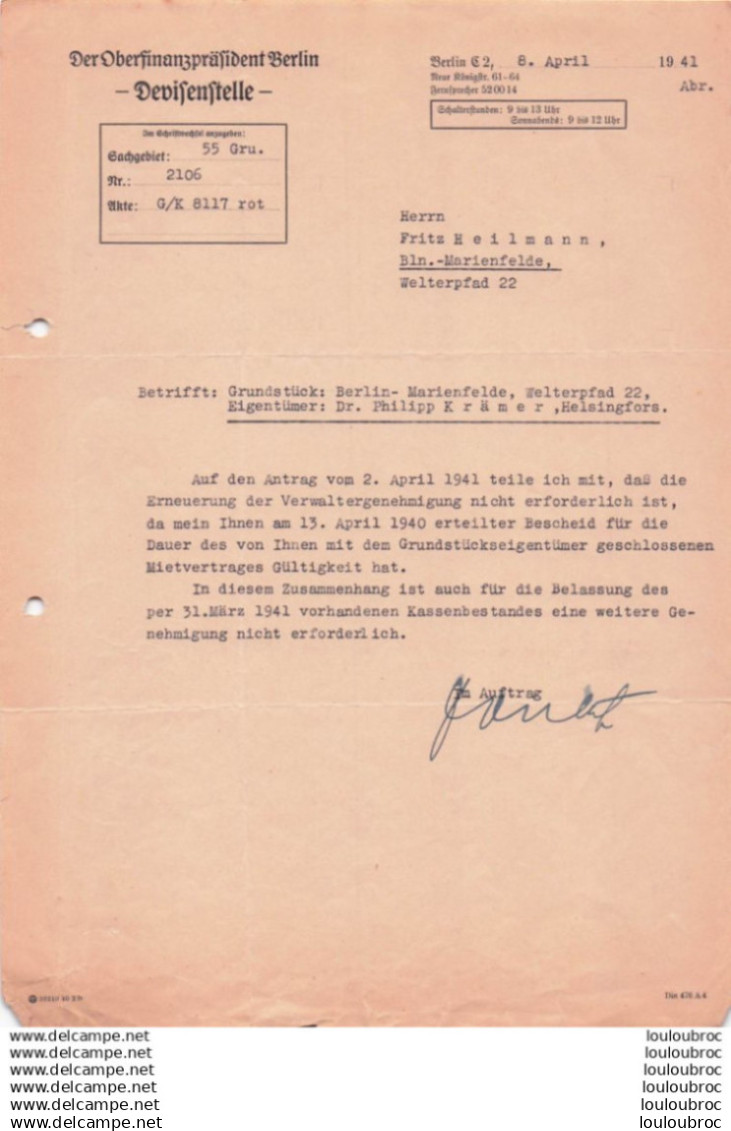 Der Oberfinanzpräsident Berlin
– Devisenstelle –
Im Schriftwechsel anzugeben:
Sachgebiet: 55 Gru.
Nr.: 2106
Akte: G/K 8117 rot
Berlin C 2, 8. April 1941
Neue Königstr. 61-64
Fernsprecher 52 00 14
Abr.
Schalterstunden: 9 bis 13 Uhr
Sonnabends: 9 bis 12 Uhr
Herrn
Fritz H e i l m a n n ,
Bln.-Marienfelde,
Welterpfad 22
Betrifft: Grundstück: Berlin- Marienfelde, Welterpfad 22,
Eigentümer: Dr. Philipp K r ä m e r ,Helsingfors.
Auf den Antrag vom 2. April 1941 teile ich mit, daß die
Erneuerung der Verwaltergenehmigung nicht erforderlich ist,
da mein Ihnen am 13. April 1940 erteilter Bescheid für die
Dauer des von Ihnen mit dem Grundstückseigentümer geschlossenen
Mietvertrages Gültigkeit hat.
In diesem Zusammenhang ist auch für die Belassung des
per 31.März 1941 vorhandenen Kassenbestandes eine weitere Ge-
nehmigung nicht erforderlich.
Im Auftrag
Din 476 A 4
www.delcampe.net
www.delcampe.net
www.delcampe.net
www.delcampe.net
www.delcampe.net
www.delcampe.net
louloubroc
louloubroc
louloubroc
louloubroc
louloubroc
louloubroc